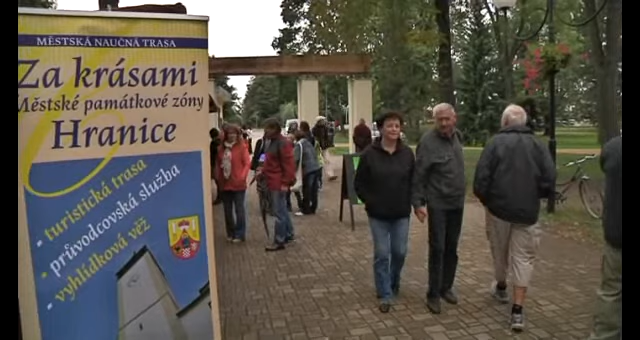 MĚSTSKÁ NAUČNÁ TRASA
Za krásami
Městské památkové zóny
Hranice
- turistická trasa
- průvodcovská služba
- vyhlídková věž